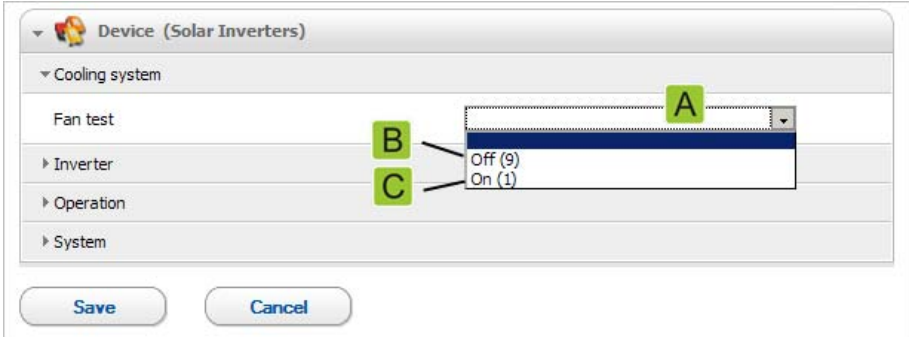 Device (Solar Inverters)
Cooling system
Fan test
A
B
Off (9)
C
On (1)
Inverter
Operation
System
Save
Cancel